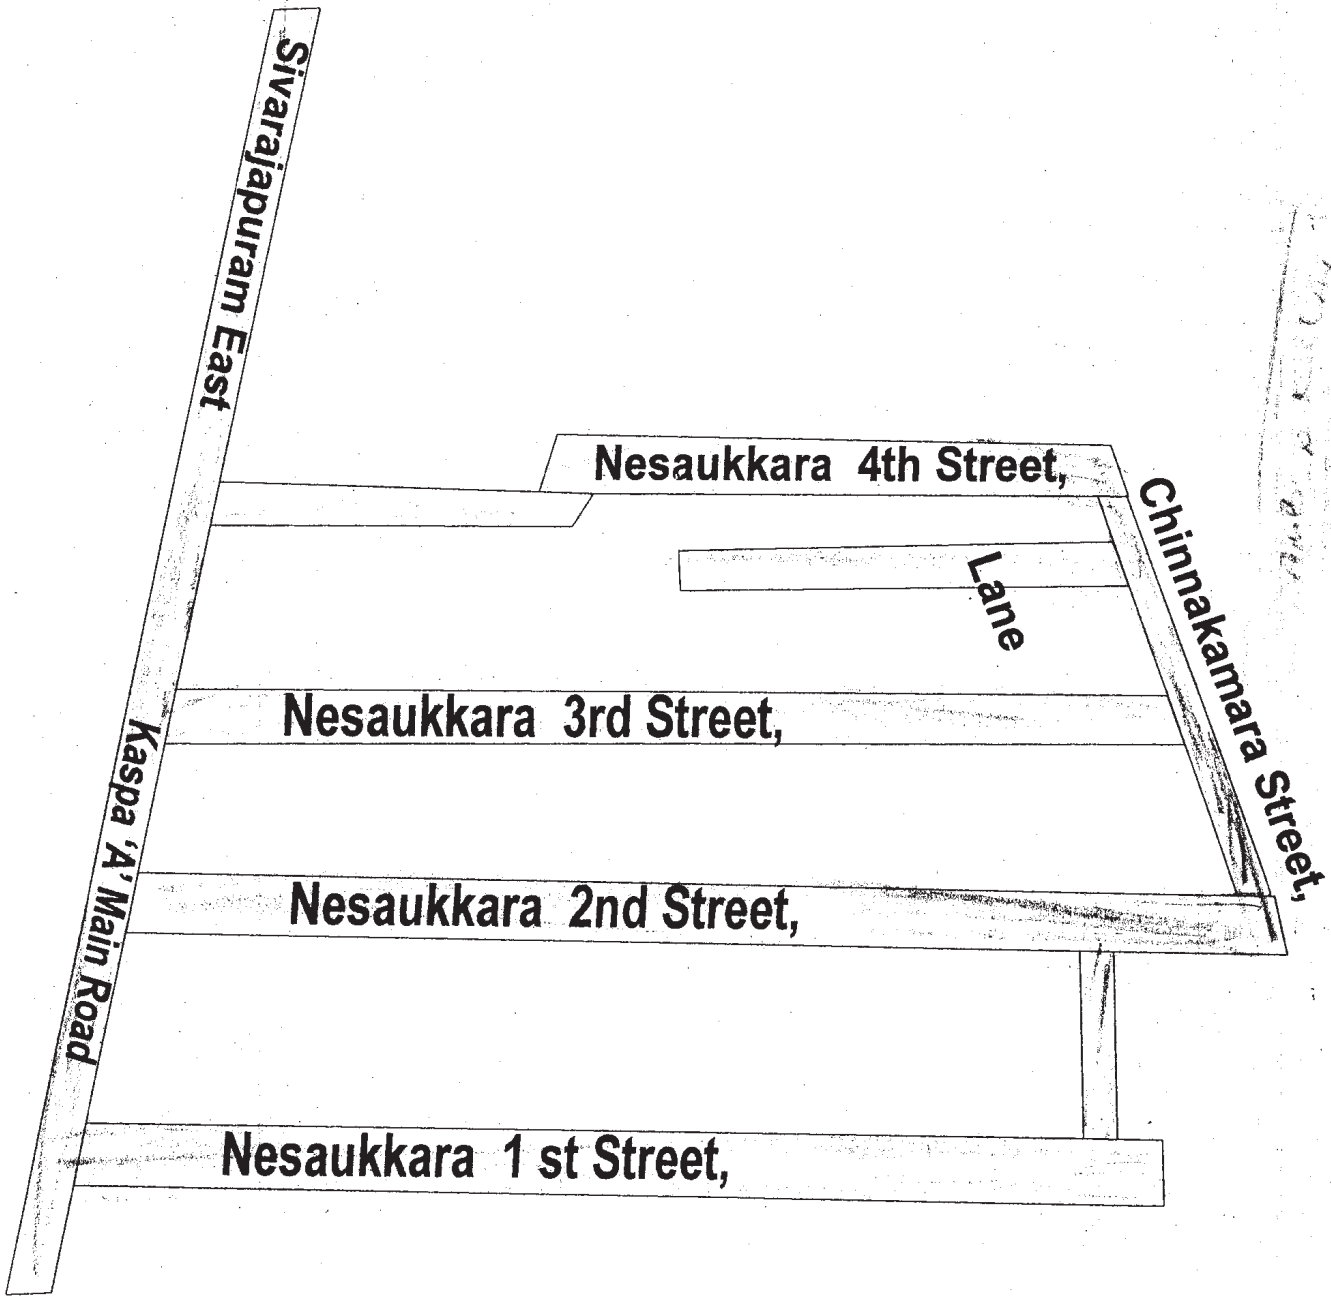 Sivarajapuram East
Nesaukkara 4th Street,
Chinnakamara Street,
Lane
Nesaukkara 3rd Street,
Kaspa 'A' Main Road
Nesaukkara 2nd Street,
Nesaukkara 1 st Street,